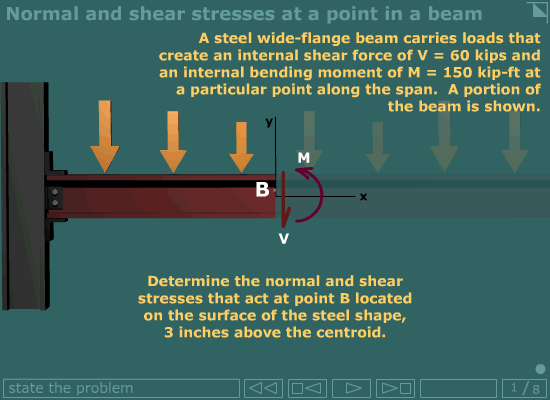 Normal and shear stresses at a point in a beam
A steel wide-flange beam carries loads that
create an internal shear force of V = 60 kips and
an internal bending moment of M = 150 kip-ft at
a particular point along the span.  A portion of
the beam is shown.
y
M
B
x
V
Determine the normal and shear
stresses that act at point B located
on the surface of the steel shape,
3 inches above the centroid.
state the problem
1 / 8